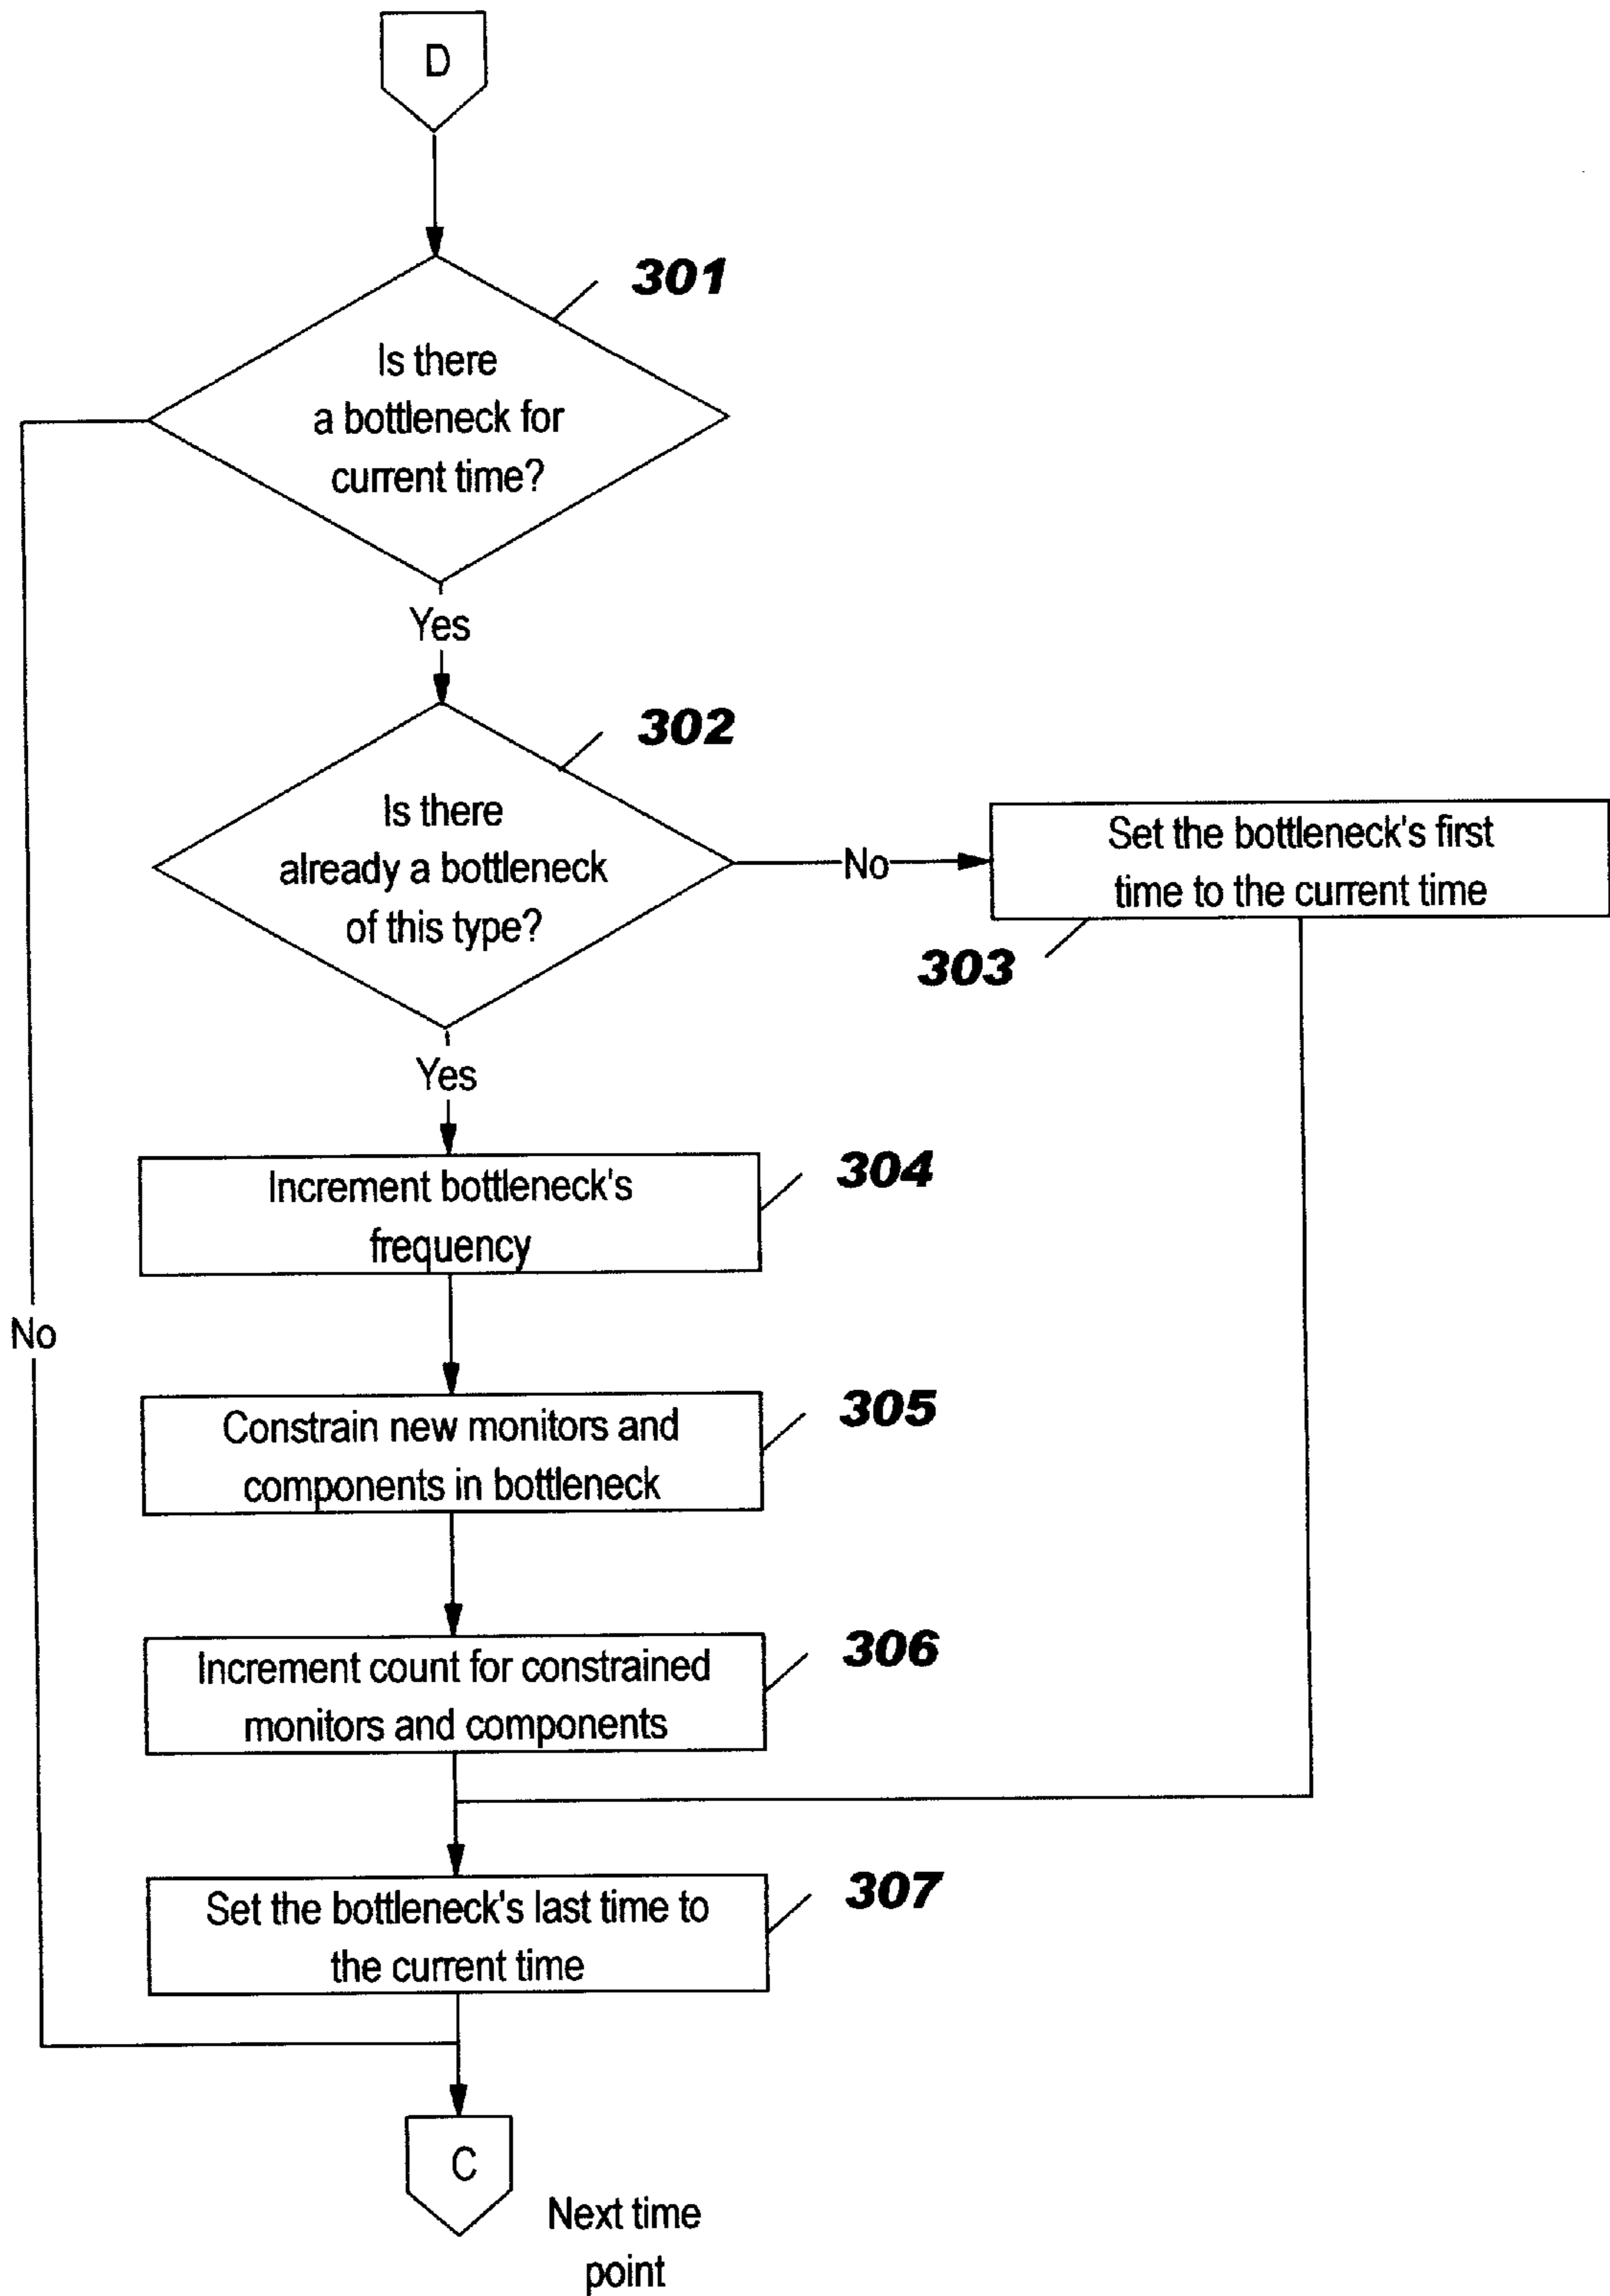 D
301
Is there
a bottleneck for
current time?
Yes
302
Is there
already a bottleneck
of this type?
No
Set the bottleneck's first
time to the current time
303
Yes
304
Increment bottleneck's
frequency
No
305
Constrain new monitors and
components in bottleneck
306
Increment count for constrained
monitors and components
307
Set the bottleneck's last time to
the current time
C
Next time
point